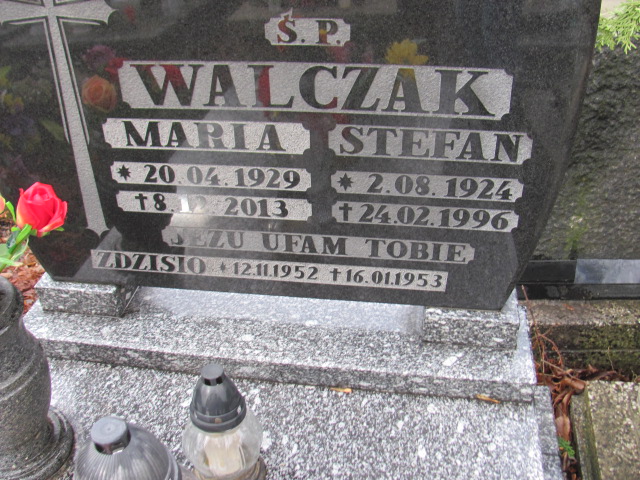 Ś. P.
WALCZAK
MARIA STEFAN
* 20.04.1929 * 2.08.1924
† 8.12.2013 † 24.02.1996
JEZU UFAM TOBIE
ZDZISIO * 12.11.1952 † 16.01.1953